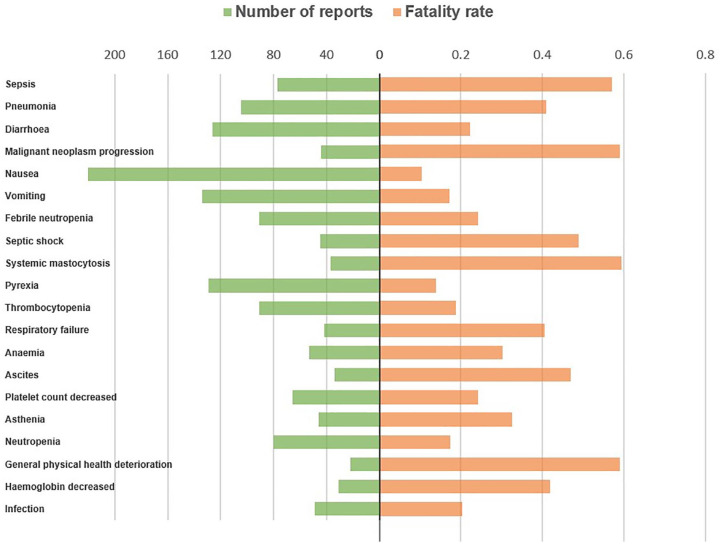 Number of reports Fatality rate
200 160 120 80 40 0 0.2 0.4 0.6 0.8
Sepsis
Pneumonia
Diarrhoea
Malignant neoplasm progression
Nausea
Vomiting
Febrile neutropenia
Septic shock
Systemic mastocytosis
Pyrexia
Thrombocytopenia
Respiratory failure
Anaemia
Ascites
Platelet count decreased
Asthenia
Neutropenia
General physical health deterioration
Haemoglobin decreased
Infection